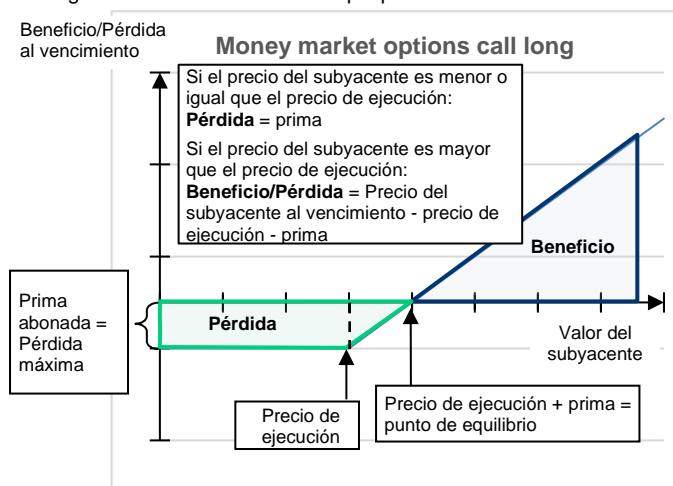 Beneficio/Pérdida
al vencimiento
Money market options call long
Si el precio del subyacente es menor o
igual que el precio de ejecución:
Pérdida = prima
Si el precio del subyacente es mayor
que el precio de ejecución:
Beneficio/Pérdida = Precio del
subyacente al vencimiento - precio de
ejecución - prima
Beneficio
Prima
abonada =
Pérdida
máxima
Pérdida
Valor del
subyacente
Precio de
ejecución
Precio de ejecución + prima =
punto de equilibrio